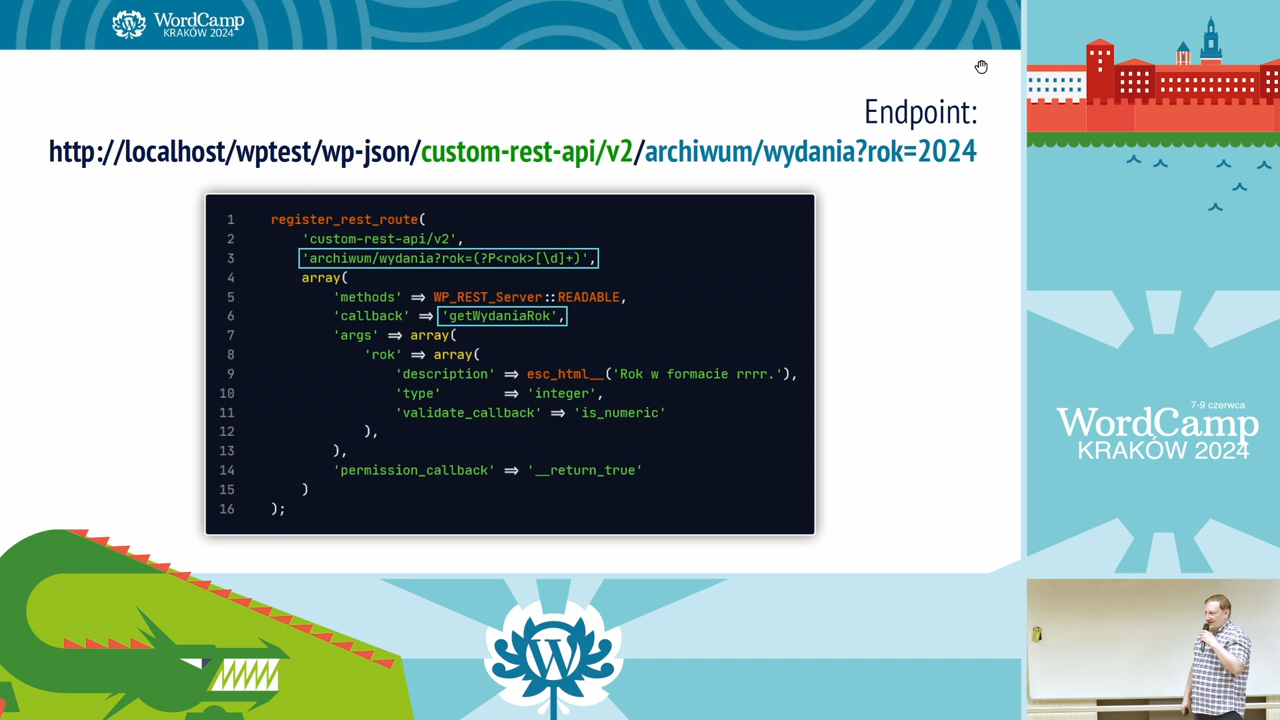 WordCamp
KRAKÓW 2024
Endpoint:
http://localhost/wptest/wp-json/custom-rest-api/v2/archiwum/wydania?rok=2024
1 register_rest_route(
2 'custom-rest-api/v2',
3 'archiwum/wydania?rok=(?P<rok>[\d]+)',
4 array(
5 'methods' => WP_REST_Server::READABLE,
6 'callback' => 'getWydaniaRok',
7 'args' => array(
8 'rok' => array(
9 'description' => esc_html__('Rok w formacie rrrr.'),
10 'type' => 'integer',
11 'validate_callback' => 'is_numeric'
12 ),
13 ),
14 'permission_callback' => '__return_true'
15 )
16 );
7-9 czerwca
WordCamp
KRAKÓW 2024